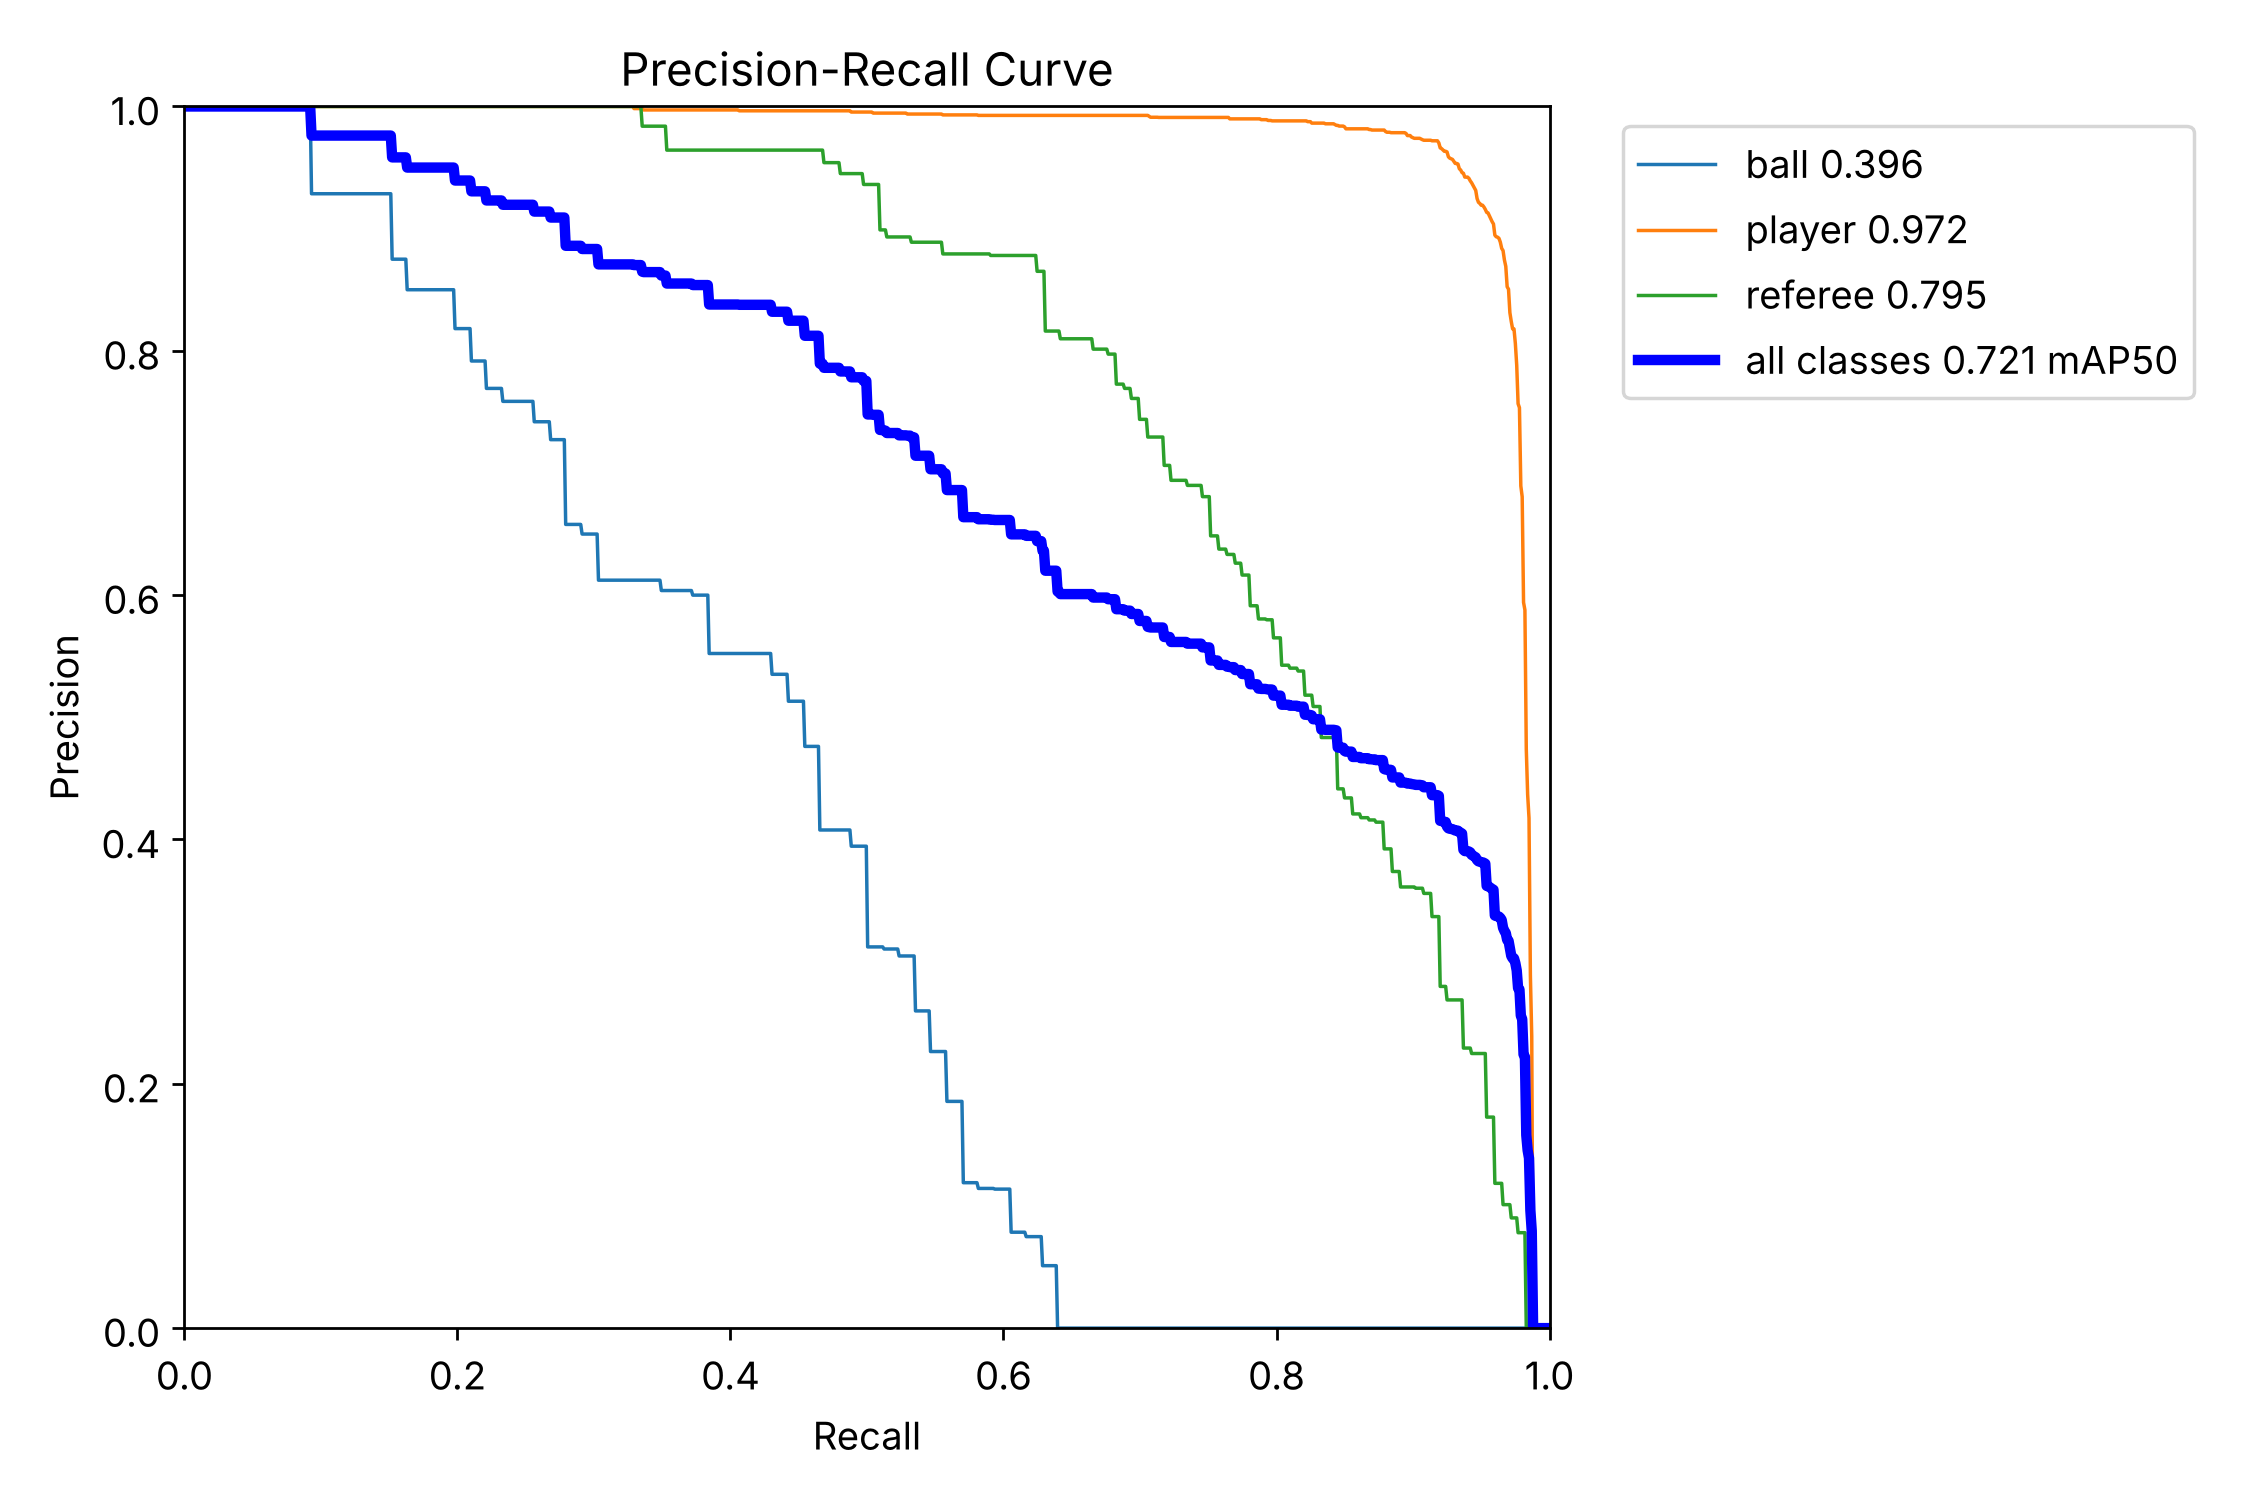 Precision-Recall Curve
1.0
0.8
0.6
0.4
0.2
0.0
Precision
0.0 0.2 0.4 0.6 0.8 1.0
Recall
ball 0.396
player 0.972
referee 0.795
all classes 0.721 mAP50